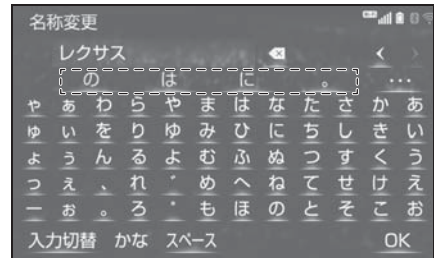 名称変更
レクサス
の は に 。 …
ゃ ぁ わ ら や ま は な た さ か あ
ゅ ぃ を り ゆ み ひ に ち し き い
ょ ぅ ん る よ む ふ ぬ つ す く う
っ ぇ 、 れ ゛ め へ ね て せ け え
ー ぉ 。 ろ ゜ も ほ の と そ こ お
入力切替 かな スペース OK